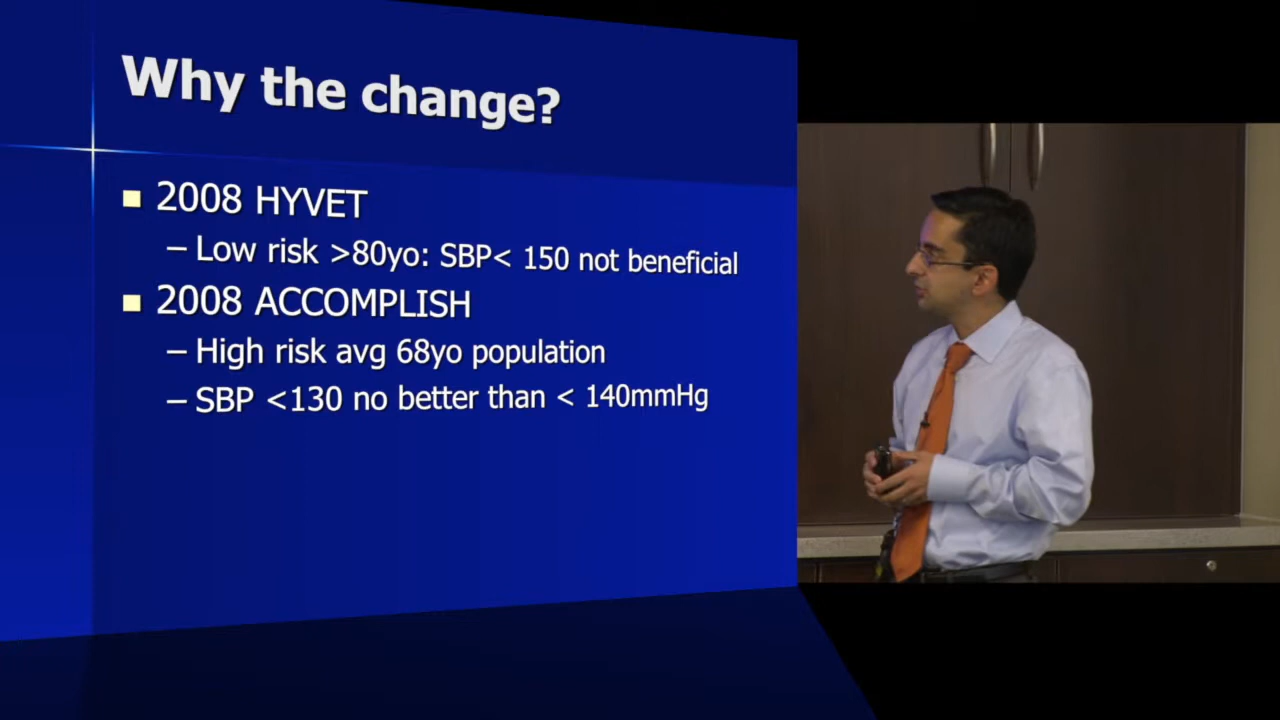 Why the change?
2008 HYVET
– Low risk >80yo: SBP< 150 not beneficial
2008 ACCOMPLISH
– High risk avg 68yo population
– SBP <130 no better than < 140mmHg